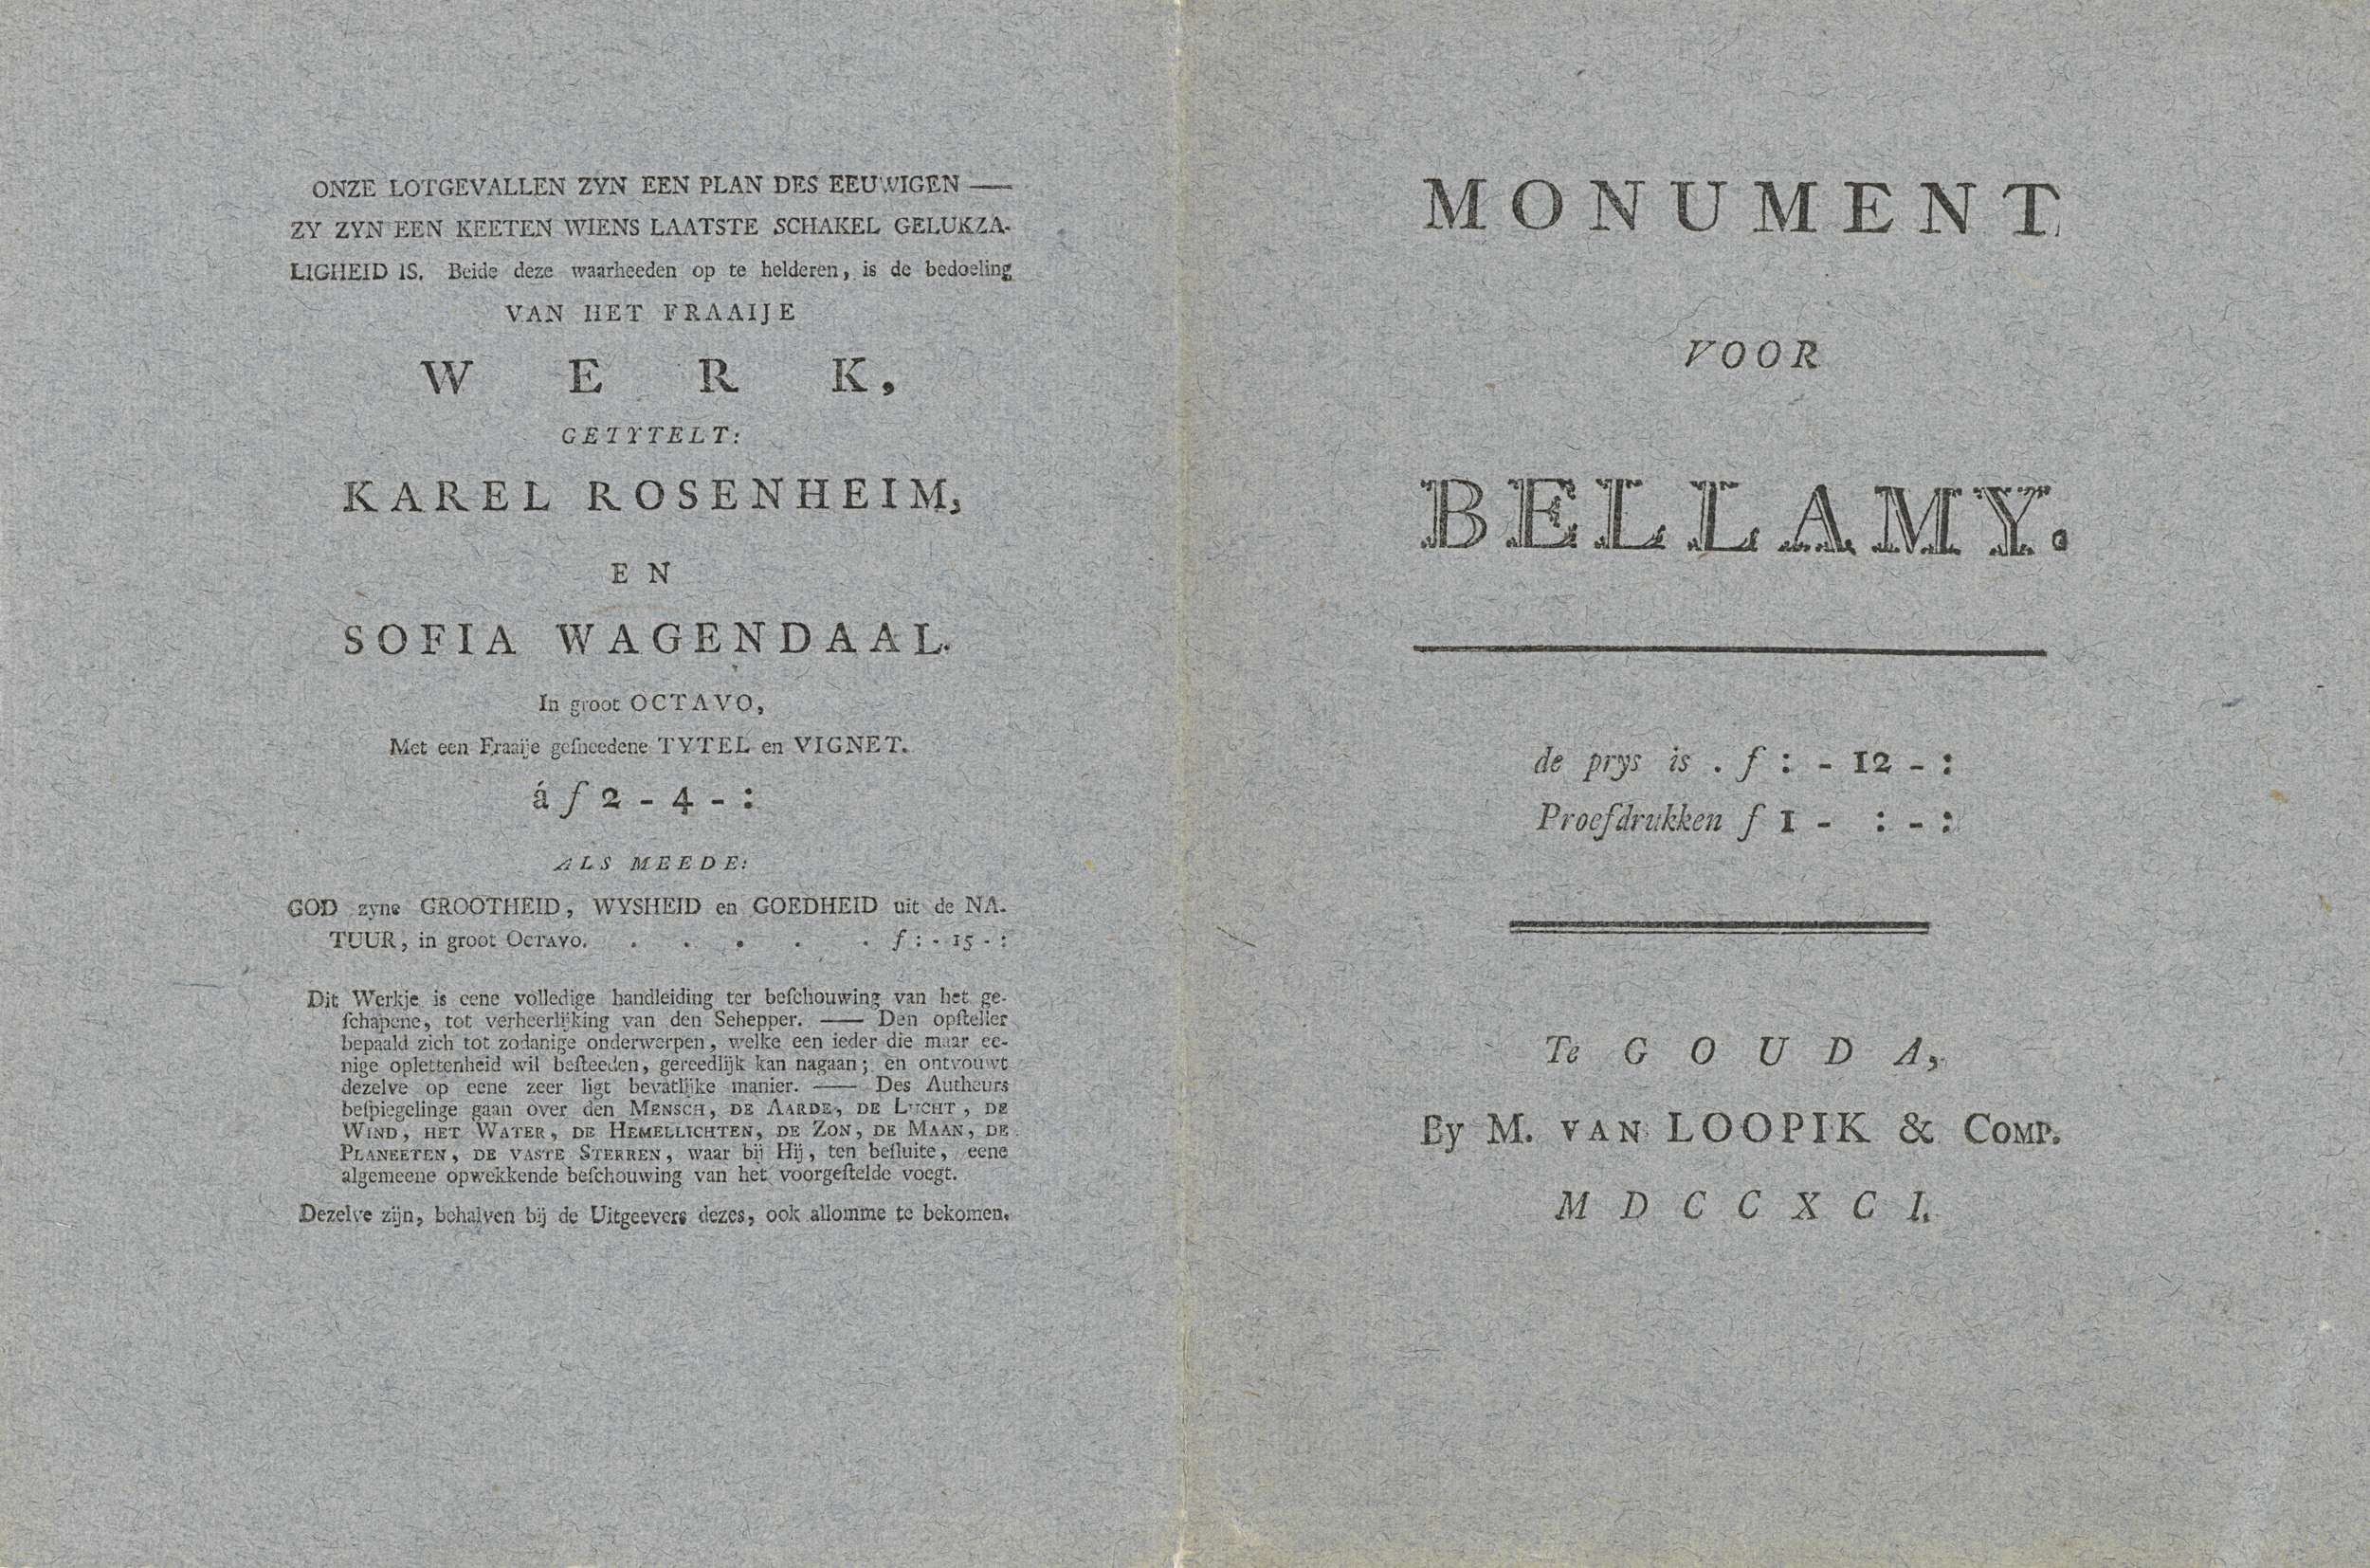 ONZE LOTGEVALLEN ZYN EEN PLAN DES EEUWIGEN ——
ZY ZYN EEN KEETEN WIENS LAATSTE SCHAKEL GELUKZA-
LIGHEID IS. Beide deze waarheeden op te helderen, is de bedoeling
VAN HET FRAAIJE
W E R K,
GETYTELT:
KAREL ROSENHEIM,
EN
SOFIA WAGENDAAL.
In groot OCTAVO,
Met een Fraaije geſneedene TYTEL en VIGNET.
á ƒ 2 - 4 - :
ALS MEEDE:
GOD zyne GROOTHEID, WYSHEID en GOEDHEID uit de NA-
TUUR, in groot OCTAVO. . . . . . ƒ : - 15 - :
Dit Werkje is eene volledige handleiding ter beſchouwing van het ge-
ſchapene, tot verheerlijking van den Sehepper. —— Den opſteller
bepaald zich tot zodanige onderwerpen, welke een ieder die maar ee-
nige oplettenheid wil beſteeden, gereedlijk kan nagaan; en ontvouwt
dezelve op eene zeer ligt bevatlijke manier. —— Des Autheurs
beſpiegelinge gaan over den MENSCH, DE AARDE, DE LUCHT, DE
WIND, HET WATER, DE HEMELLICHTEN, DE ZON, DE MAAN, DE
PLANEETEN, DE VASTE STERREN, waar bij Hij, ten beſluite, eene
algemeene opwekkende beſchouwing van het voorgeſtelde voegt.
Dezelve zijn, behalven bij de Uitgeevers dezes, ook allomme te bekomen.
MONUMENT
VOOR
BELLAMY.
de prys is . ƒ : - 12 - :
Proefdrukken ƒ 1 - : - :
Te GOUDA,
By M. VAN LOOPIK & COMP.
MDCCXCI.